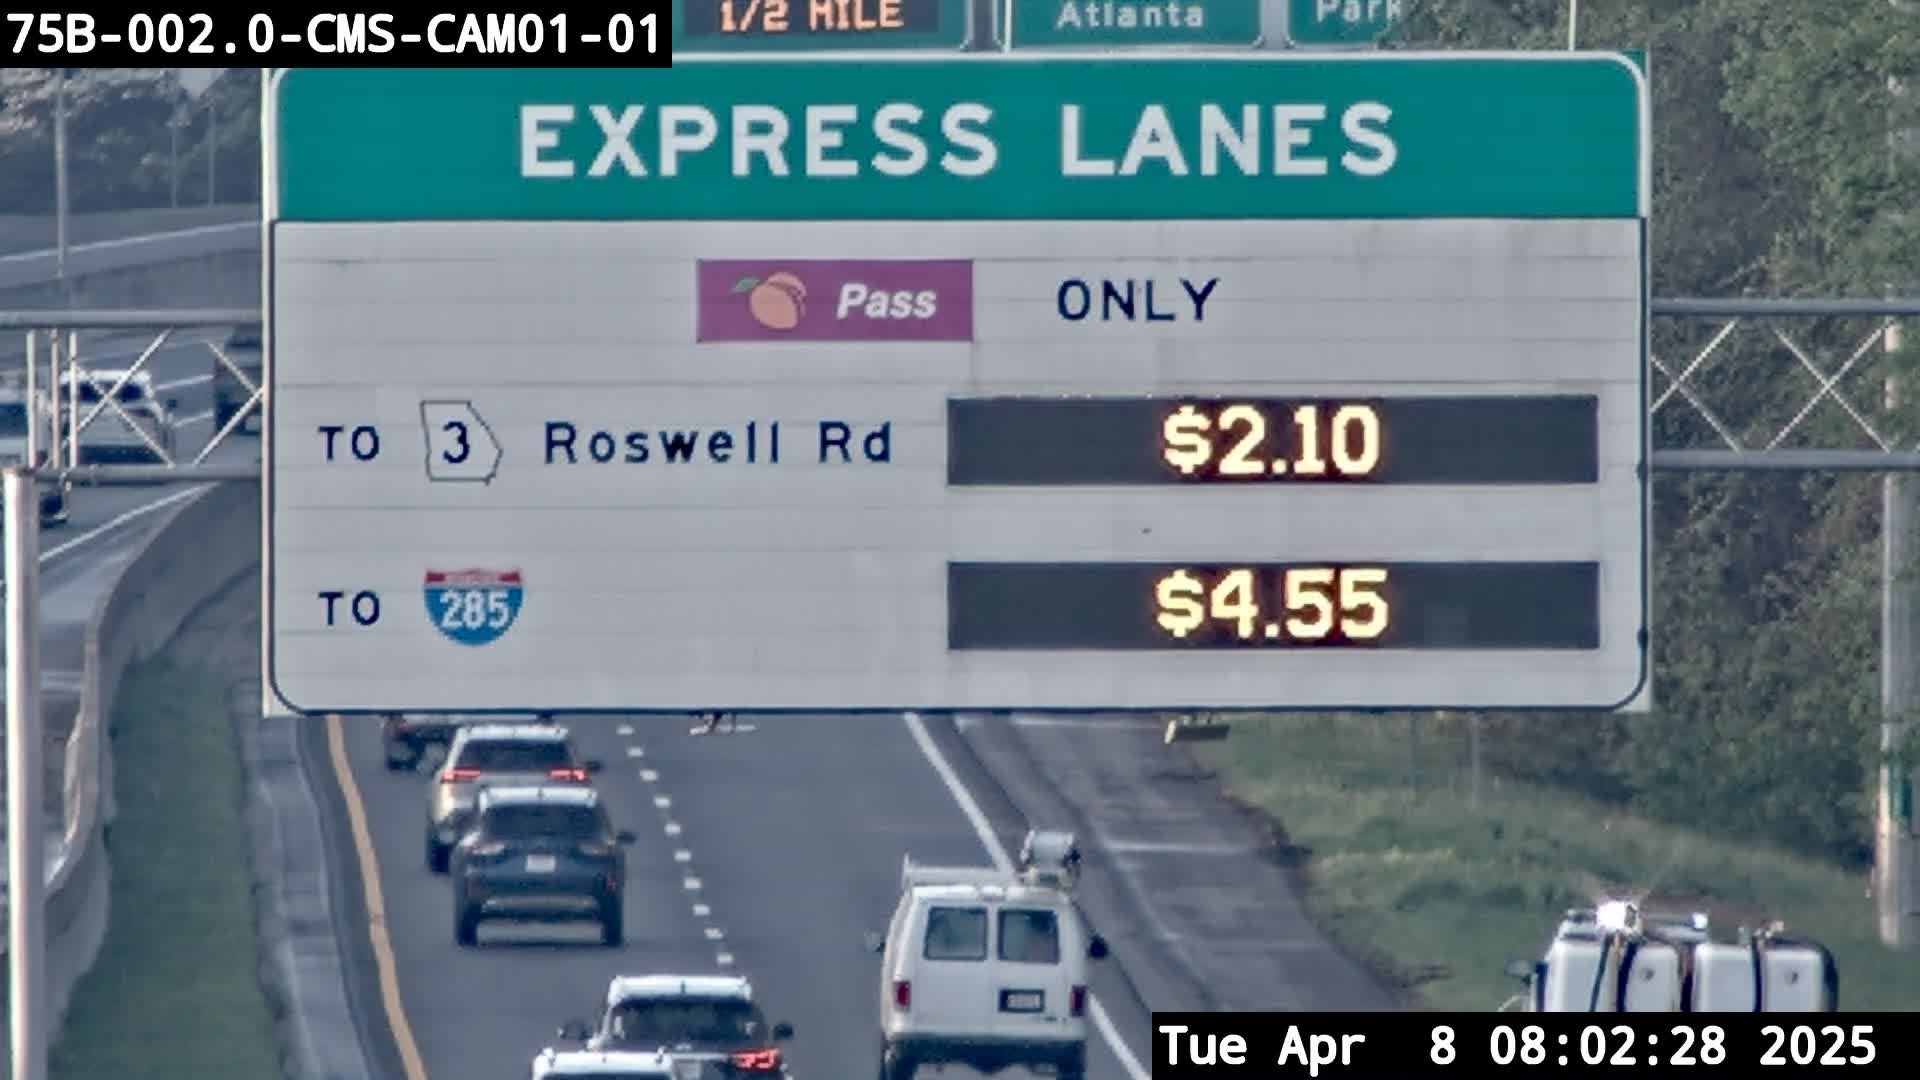 75B-002.0-CMS-CAM01-01
1/2 MILE
Atlanta
Park
EXPRESS LANES
Pass ONLY
TO 3 Roswell Rd $2.10
TO 285 $4.55
Tue Apr 8 08:02:28 2025